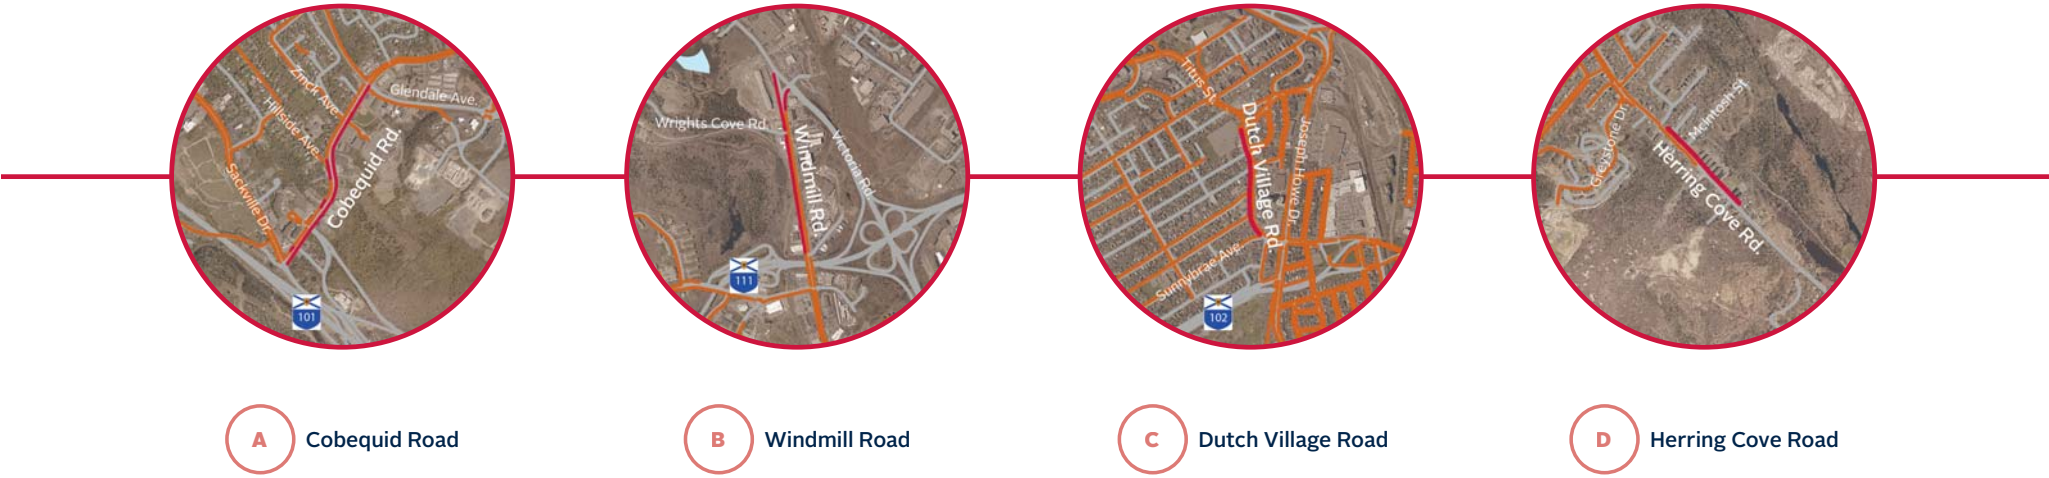 Zinck Ave.
Glendale Ave.
Hillside Ave.
Cobequid Rd.
Sackville Dr.
101
Wrights Cove Rd.
Windmill Rd.
Victoria Rd.
111
Titus St.
Dutch Village Rd.
Joseph Howe Dr.
Sunnybrae Ave.
102
McIntosh St.
Greystone Dr.
Herring Cove Rd.
A Cobequid Road
B Windmill Road
C Dutch Village Road
D Herring Cove Road